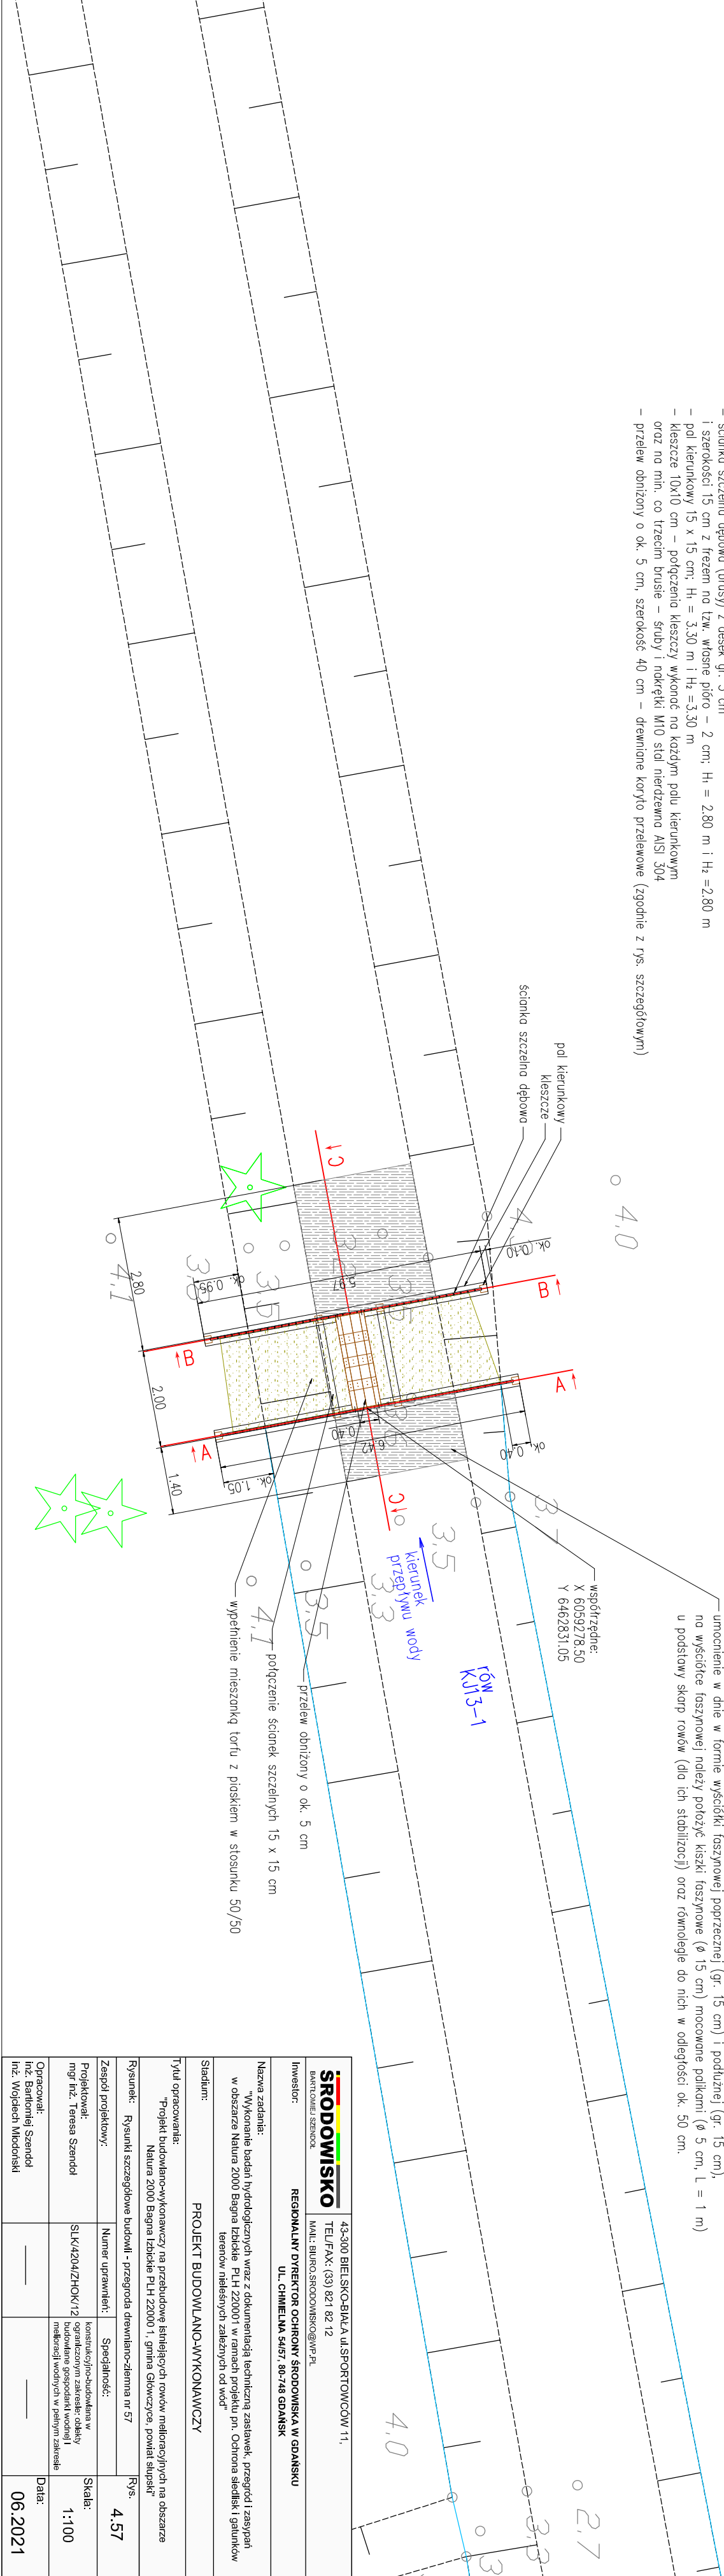 i szerokości 15 cm z frezem na tzw. własne pióro – 2 cm; H₁ = 2.80 m i H₂ =2.80 m
– pal kierunkowy 15 x 15 cm; H₁ = 3.30 m i H₂ =3.30 m
– kleszcze 10x10 cm – połączenia kleszczy wykonać na każdym palu kierunkowym
oraz na min. co trzecim brusie – śruby i nakrętki M10 stal nierdzewna AISI 304
– przelew obniżony o ok. 5 cm, szerokość 40 cm – drewniane koryto przelewowe (zgodnie z rys. szczegółowym)
umocnienie w dnie w formie wyściółki faszynowej poprzecznej (gr. 15 cm) i podłużnej (gr. 15 cm),
na wyściółce faszynowej należy położyć kiszki faszynowe (ø 15 cm) mocowane palikami (ø 5 cm, L = 1 m)
u podstawy skarp rowów (dla ich stabilizacji) oraz równolegle do nich w odległości ok. 50 cm.
pal kierunkowy
kleszcze
ścianka szczelna dębowa
4,0
ok. 0.10
5.97
ok. 0.95
3,5
4,1
2.80
2.00
1.40
B
B
A
A
C
C
0.40
6.42
ok. 0.40
ok. 1.05
współrzędne:
X 6059278.50
Y 6462831.05
3,5
3,3
kierunek
przepływu wody
rów
KJ13-1
3,5
4,1
przelew obniżony o ok. 5 cm
połączenie ścianek szczelnych 15 x 15 cm
wypełnienie mieszanką torfu z piaskiem w stosunku 50/50
4,0
3,3
2,7
ŚRODOWISKO
BARTŁOMIEJ SZENDOŁ
43-300 BIELSKO-BIAŁA ul.SPORTOWCÓW 11,
TEL/FAX: (33) 821 82 12
MAIL: BIURO.SRODOWISKO@WP.PL
Inwestor:
REGIONALNY DYREKTOR OCHRONY ŚRODOWISKA W GDAŃSKU
UL. CHMIELNA 54/57, 80-748 GDAŃSK
Nazwa zadania:
"Wykonanie badań hydrologicznych wraz z dokumentacją techniczną zastawek, przegród i zasypań
w obszarze Natura 2000 Bagna Izbickie PLH 220001 w ramach projektu pn. Ochrona siedlisk i gatunków
terenów nieleśnych zależnych od wód"
Stadium:
PROJEKT BUDOWLANO-WYKONAWCZY
Tytuł opracowania:
"Projekt budowlano-wykonawczy na przebudowę istniejących rowów melioracyjnych na obszarze
Natura 2000 Bagna Izbickie PLH 22000 1, gmina Główczyce, powiat słupski"
Rysunek: Rysunki szczegółowe budowli - przegroda drewniano-ziemna nr 57
Rys.
4.57
Zespół projektowy:
Numer uprawnień:
Specjalność:
Projektował:
mgr inż. Teresa Szendoł
SLK/4204/ZHOK/12
konstrukcyjno-budowlana w
ograniczonym zakresie: obiekty
budowlane gospodarki wodnej i
melioracji wodnych w pełnym zakresie
Skala:
1:100
Opracował:
inż. Bartłomiej Szendoł
inż. Wojciech Miodoński
Data:
06.2021